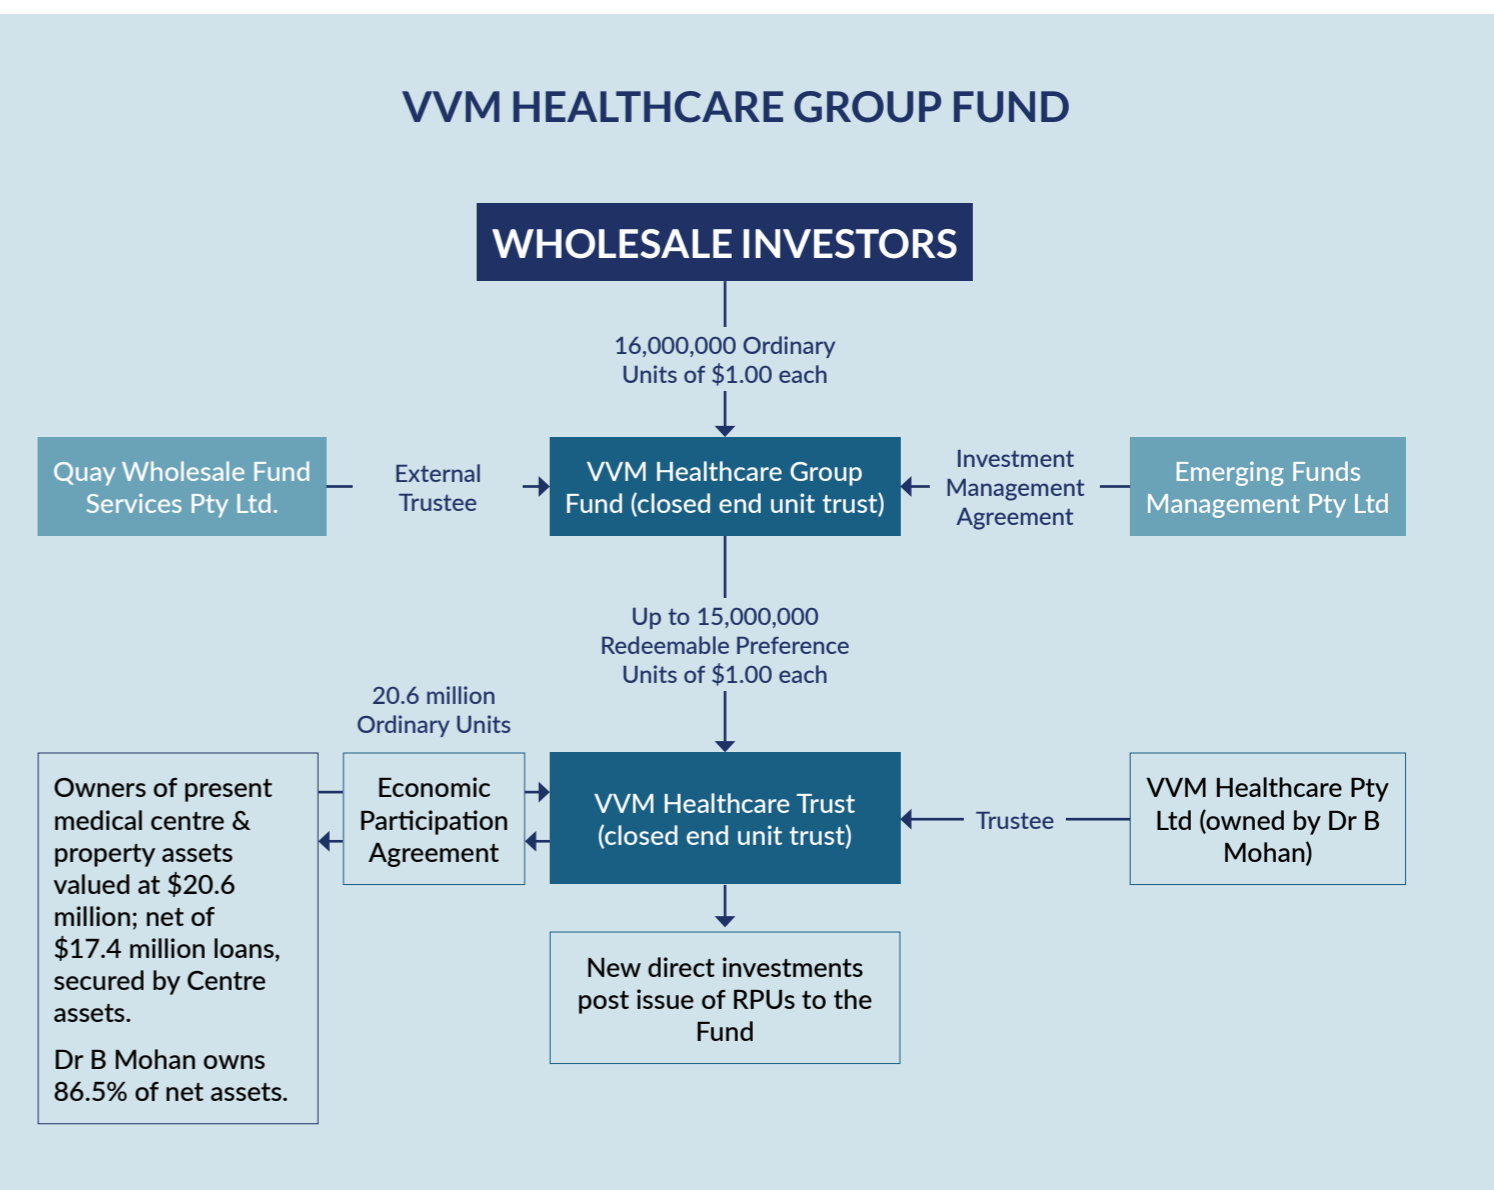 VVM HEALTHCARE GROUP FUND
WHOLESALE INVESTORS
16,000,000 Ordinary
Units of $1.00 each
Quay Wholesale Fund
Services Pty Ltd.
External
Trustee
VVM Healthcare Group
Fund (closed end unit trust)
Investment
Management
Agreement
Emerging Funds
Management Pty Ltd
Up to 15,000,000
Redeemable Preference
Units of $1.00 each
20.6 million
Ordinary Units
Owners of present
medical centre &
property assets
valued at $20.6
million; net of
$17.4 million loans,
secured by Centre
assets.
Dr B Mohan owns
86.5% of net assets.
Economic
Participation
Agreement
VVM Healthcare Trust
(closed end unit trust)
Trustee
VVM Healthcare Pty
Ltd (owned by Dr B
Mohan)
New direct investments
post issue of RPUs to the
Fund